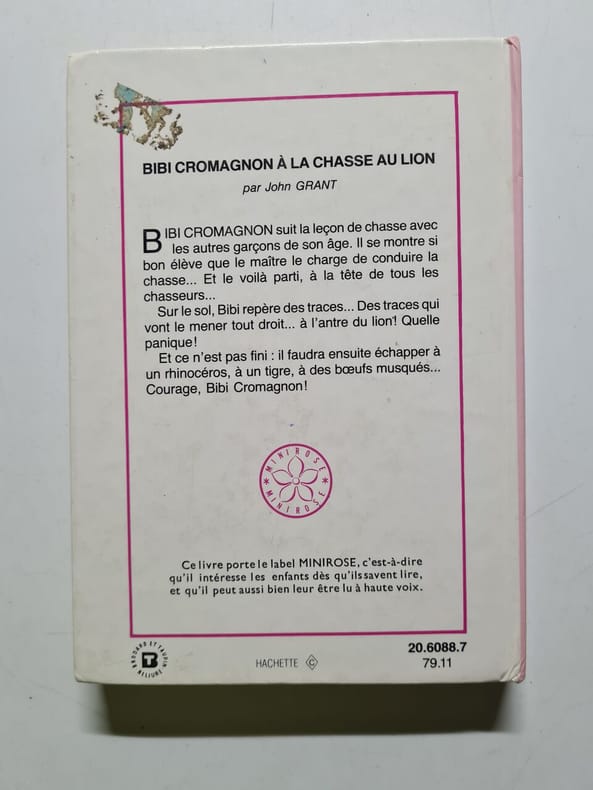 BIBI CROMAGNON À LA CHASSE AU LION
par John GRANT
BIBI CROMAGNON suit la leçon de chasse avec
les autres garçons de son âge. Il se montre si
bon élève que le maître le charge de conduire la
chasse... Et le voilà parti, à la tête de tous les
chasseurs...
Sur le sol, Bibi repère des traces... Des traces qui
vont le mener tout droit... à l'antre du lion! Quelle
panique!
Et ce n'est pas fini : il faudra ensuite échapper à
un rhinocéros, à un tigre, à des bœufs musqués...
Courage, Bibi Cromagnon!
MINIROSE * MINIROSE *
Ce livre porte le label MINIROSE, c'est-à-dire
qu'il intéresse les enfants dès qu'ils savent lire,
et qu'il peut aussi bien leur être lu à haute voix.
BRODARD ET TAUPIN
RELIURE
HACHETTE C
20.6088.7
79.11